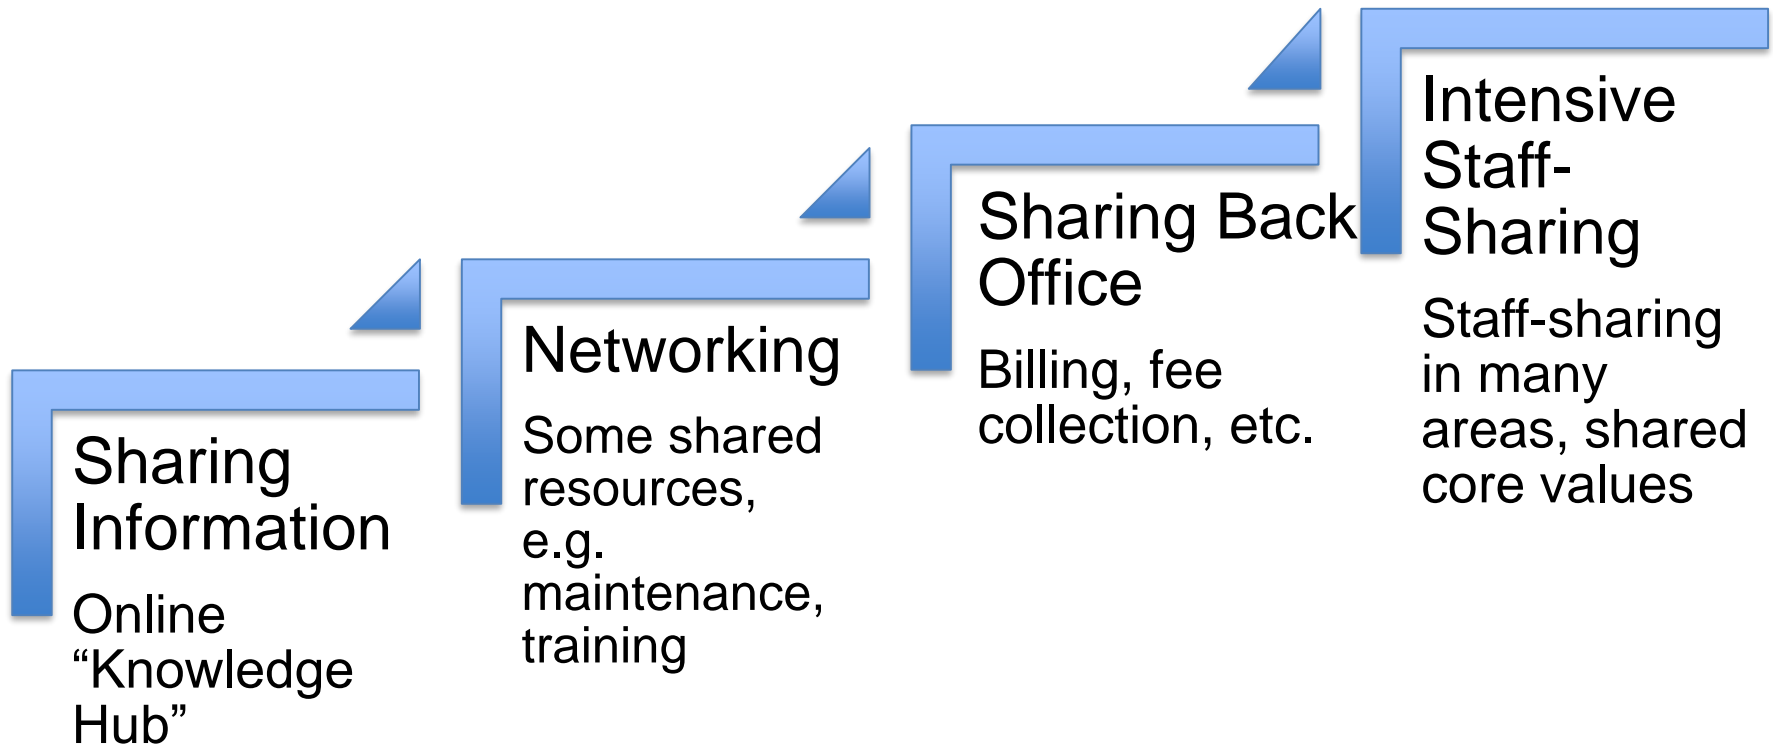 Sharing
Information
Online
“Knowledge
Hub”
Networking
Some shared
resources,
e.g.
maintenance,
training
Sharing Back
Office
Billing, fee
collection, etc.
Intensive
Staff-
Sharing
Staff-sharing
in many
areas, shared
core values